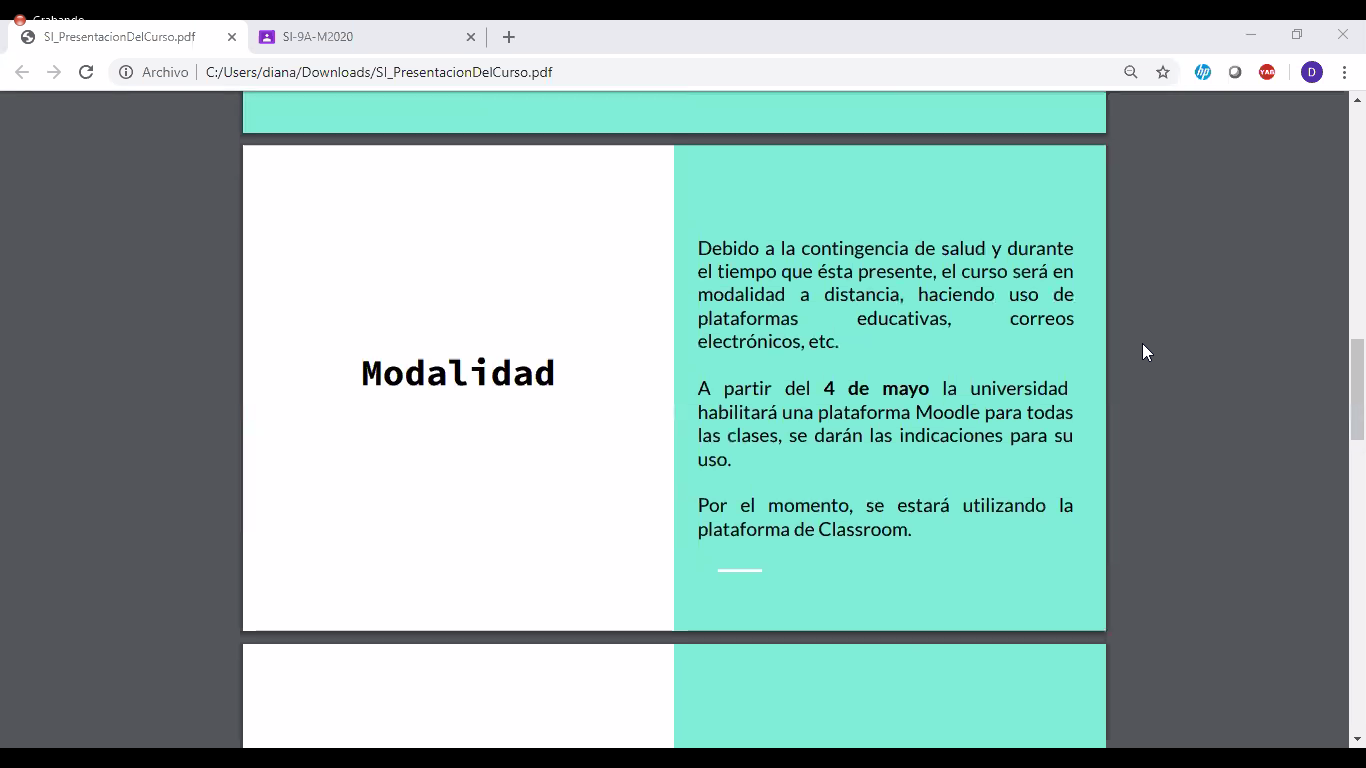 Grabando
SI_PresentacionDelCurso.pdf
SI-9A-M2020
Archivo
C:/Users/diana/Downloads/SI_PresentacionDelCurso.pdf
hp
YAB
D
Modalidad
Debido a la contingencia de salud y durante
el tiempo que ésta presente, el curso será en
modalidad a distancia, haciendo uso de
plataformas educativas, correos
electrónicos, etc.
A partir del 4 de mayo la universidad
habilitará una plataforma Moodle para todas
las clases, se darán las indicaciones para su
uso.
Por el momento, se estará utilizando la
plataforma de Classroom.